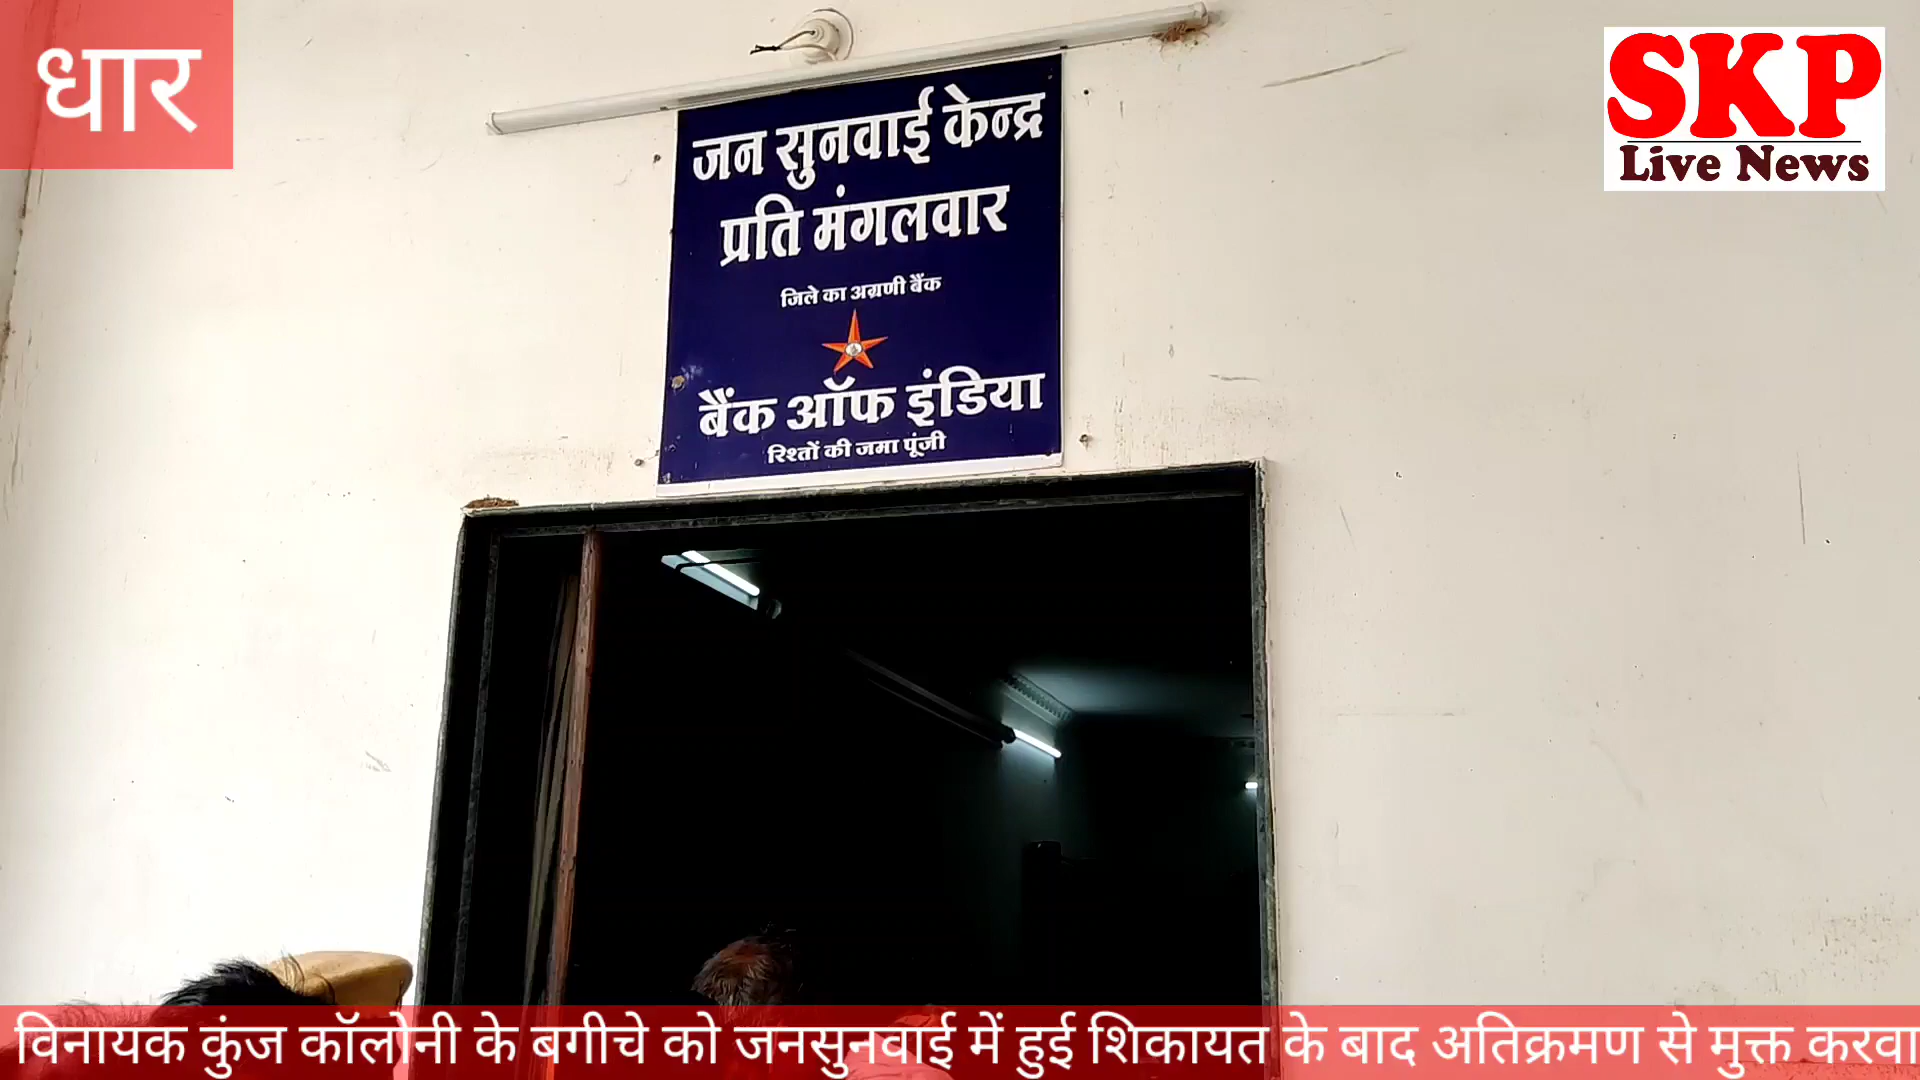 धार
SKP
Live News
जन सुनवाई केन्द्र
प्रति मंगलवार
जिले का अग्रणी बैंक
बैंक ऑफ इंडिया
रिश्तों की जमा पूंजी
विनायक कुंज कॉलोनी के बगीचे को जनसुनवाई में हुई शिकायत के बाद अतिक्रमण से मुक्त करवा